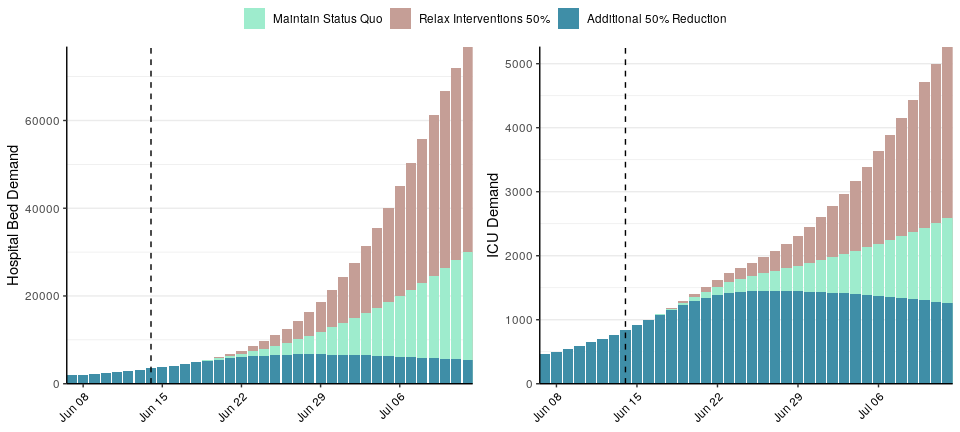 Maintain Status Quo Relax Interventions 50% Additional 50% Reduction
Hospital Bed Demand
60000
40000
20000
0
Jun 08
Jun 15
Jun 22
Jun 29
Jul 06
ICU Demand
5000
4000
3000
2000
1000
0
Jun 08
Jun 15
Jun 22
Jun 29
Jul 06